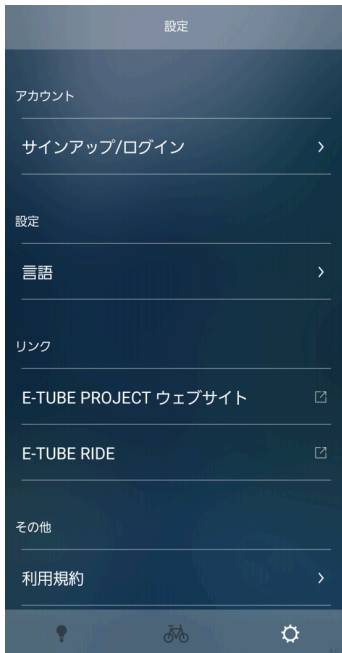 設定
アカウント
サインアップ/ログイン
設定
言語
リンク
E-TUBE PROJECT ウェブサイト
E-TUBE RIDE
その他
利用規約